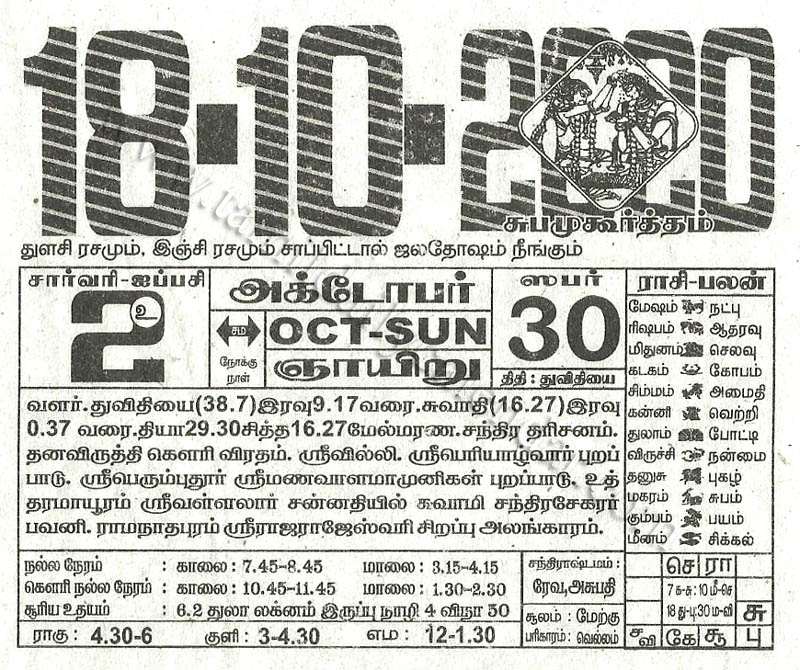 18-10-2020
சுபமுகூர்த்தம்
துளசி ரசமும், இஞ்சி ரசமும் சாப்பிட்டால் ஜலதோஷம் நீங்கும்
சார்வரி-ஐப்பசி
2
உ
சம
நோக்கு
நாள்
அக்டோபர்
OCT-SUN
ஞாயிறு
ஸபர்
30
திதி : துவிதியை
ராசி-பலன்
மேஷம் நட்பு
ரிஷபம் ஆதரவு
மிதுனம் செலவு
கடகம் கோபம்
சிம்மம் அமைதி
கன்னி வெற்றி
துலாம் போட்டி
விருச்சி நன்மை
தனுசு புகழ்
மகரம் சுபம்
கும்பம் பயம்
மீனம் சிக்கல்
வளர்.துவிதியை(38.7)இரவு9.17வரை.சுவாதி(16.27)இரவு
0.37 வரை.தியா29.30சித்த16.27மேல்மரண.சந்திர தரிசனம்.
தனவிருத்தி கௌரி விரதம். ஸ்ரீவில்லி. ஸ்ரீபெரியாழ்வார் புறப்
பாடு. ஸ்ரீபெரும்புதூர் ஸ்ரீமணவாளமாமுனிகள் புறப்பாடு. உத்
தரமாயூரம் ஸ்ரீவள்ளலார் சன்னதியில் சுவாமி சந்திரசேகரர்
பவனி. ராமநாதபுரம் ஸ்ரீராஜராஜேஸ்வரி சிறப்பு அலங்காரம்.
நல்ல நேரம் : காலை: 7.45-8.45 மாலை: 3.15-4.15
கௌரி நல்ல நேரம் : காலை: 10.45-11.45 மாலை: 1.30-2.30
சூரிய உதயம் : 6.2 துலா லக்னம் இருப்பு நாழி 4 விநா 50
ராகு : 4.30-6 குளி : 3-4.30 எம : 12-1.30
சந்திராஷ்டமம் :
ரேவ,அசுபதி
சூலம் : மேற்கு
பரிகாரம் : வெல்லம்
செ ரா
7 க-சு: 10 மீ-செ
18 து-பு: 30 ம-வி
சு
ச வி கே சூ பு